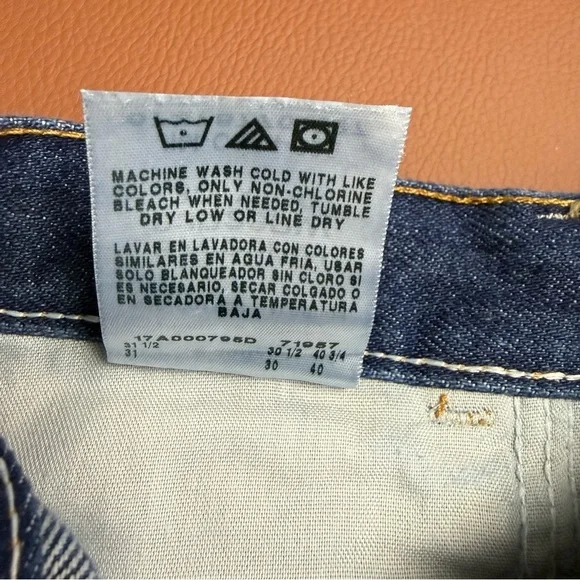 MACHINE WASH COLD WITH LIKE
COLORS, ONLY NON-CHLORINE
BLEACH WHEN NEEDED, TUMBLE
DRY LOW OR LINE DRY
LAVAR EN LAVADORA CON COLORES
SIMILARES EN AGUA FRIA, USAR
SOLO BLANQUEADOR SIN CLORO SI
ES NECESARIO, SECAR COLGADO O
EN SECADORA A TEMPERATURA
BAJA
17A000795D 71957
31 1/2 30 1/2 40 3/4
31 30 40